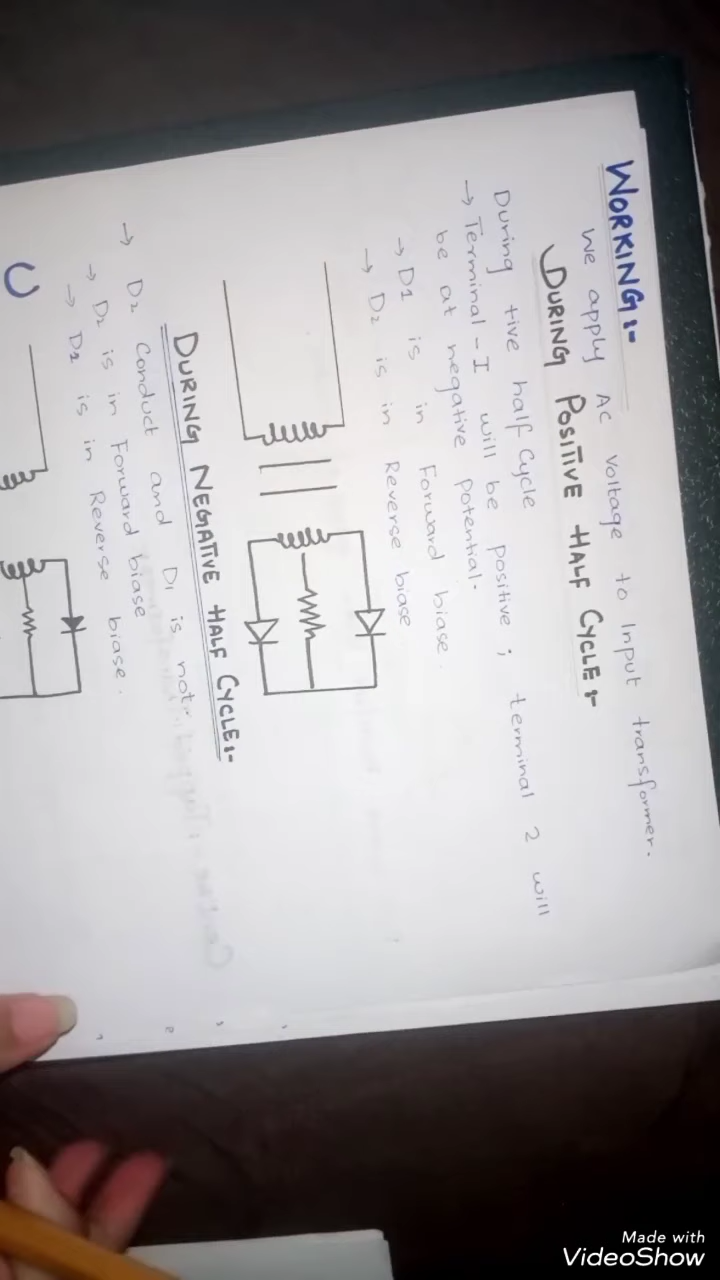 WORKING:-
We apply AC voltage to Input transformer.
DURING POSITIVE HALF CYCLE:-
During tive half Cycle
→ Terminal - I will be positive ; terminal 2 will
be at negative potential.
→ D1 is in Forward biase.
→ D2 is in Reverse biase
DURING NEGATIVE HALF CYCLE:-
→ D2 Conduct and D1 is not.
→ D2 is in Forward biase
→ D1 is in Reverse biase.
Made with
VideoShow